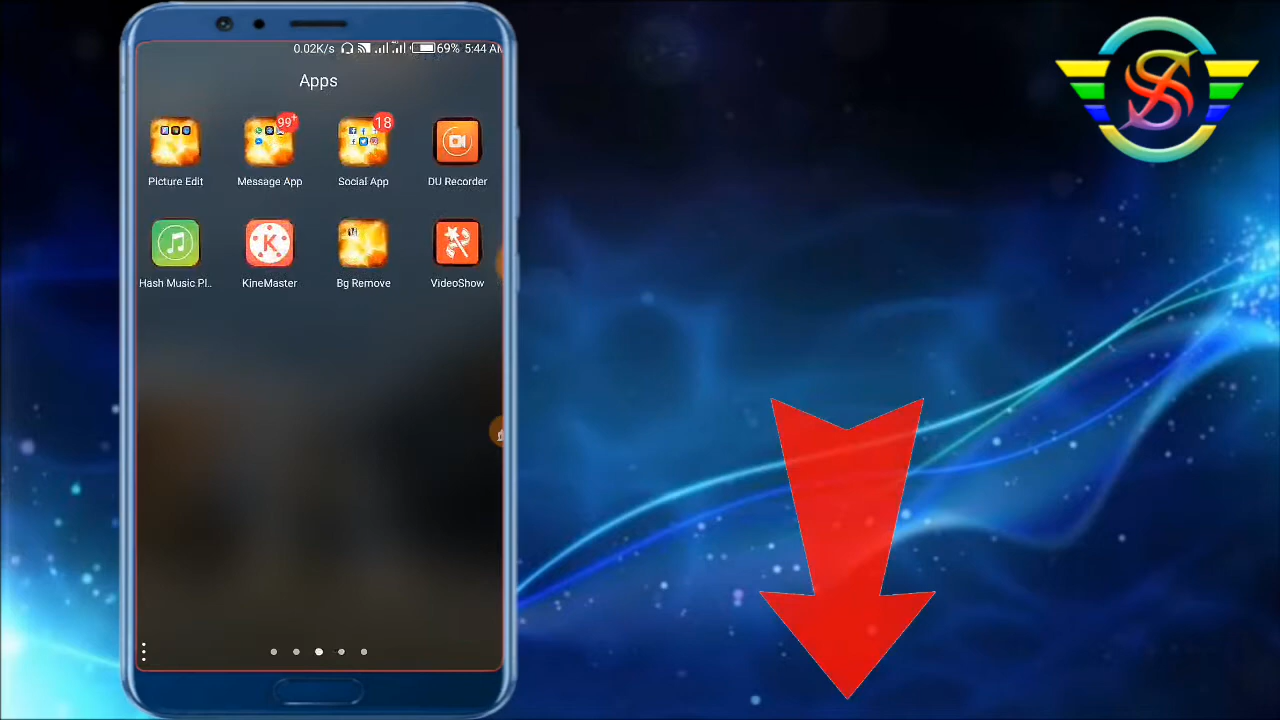 0.02K/s 69% 5:44 AM
Apps
99+ 18
Picture Edit Message App Social App DU Recorder
Hash Music Pl.. KineMaster Bg Remove VideoShow